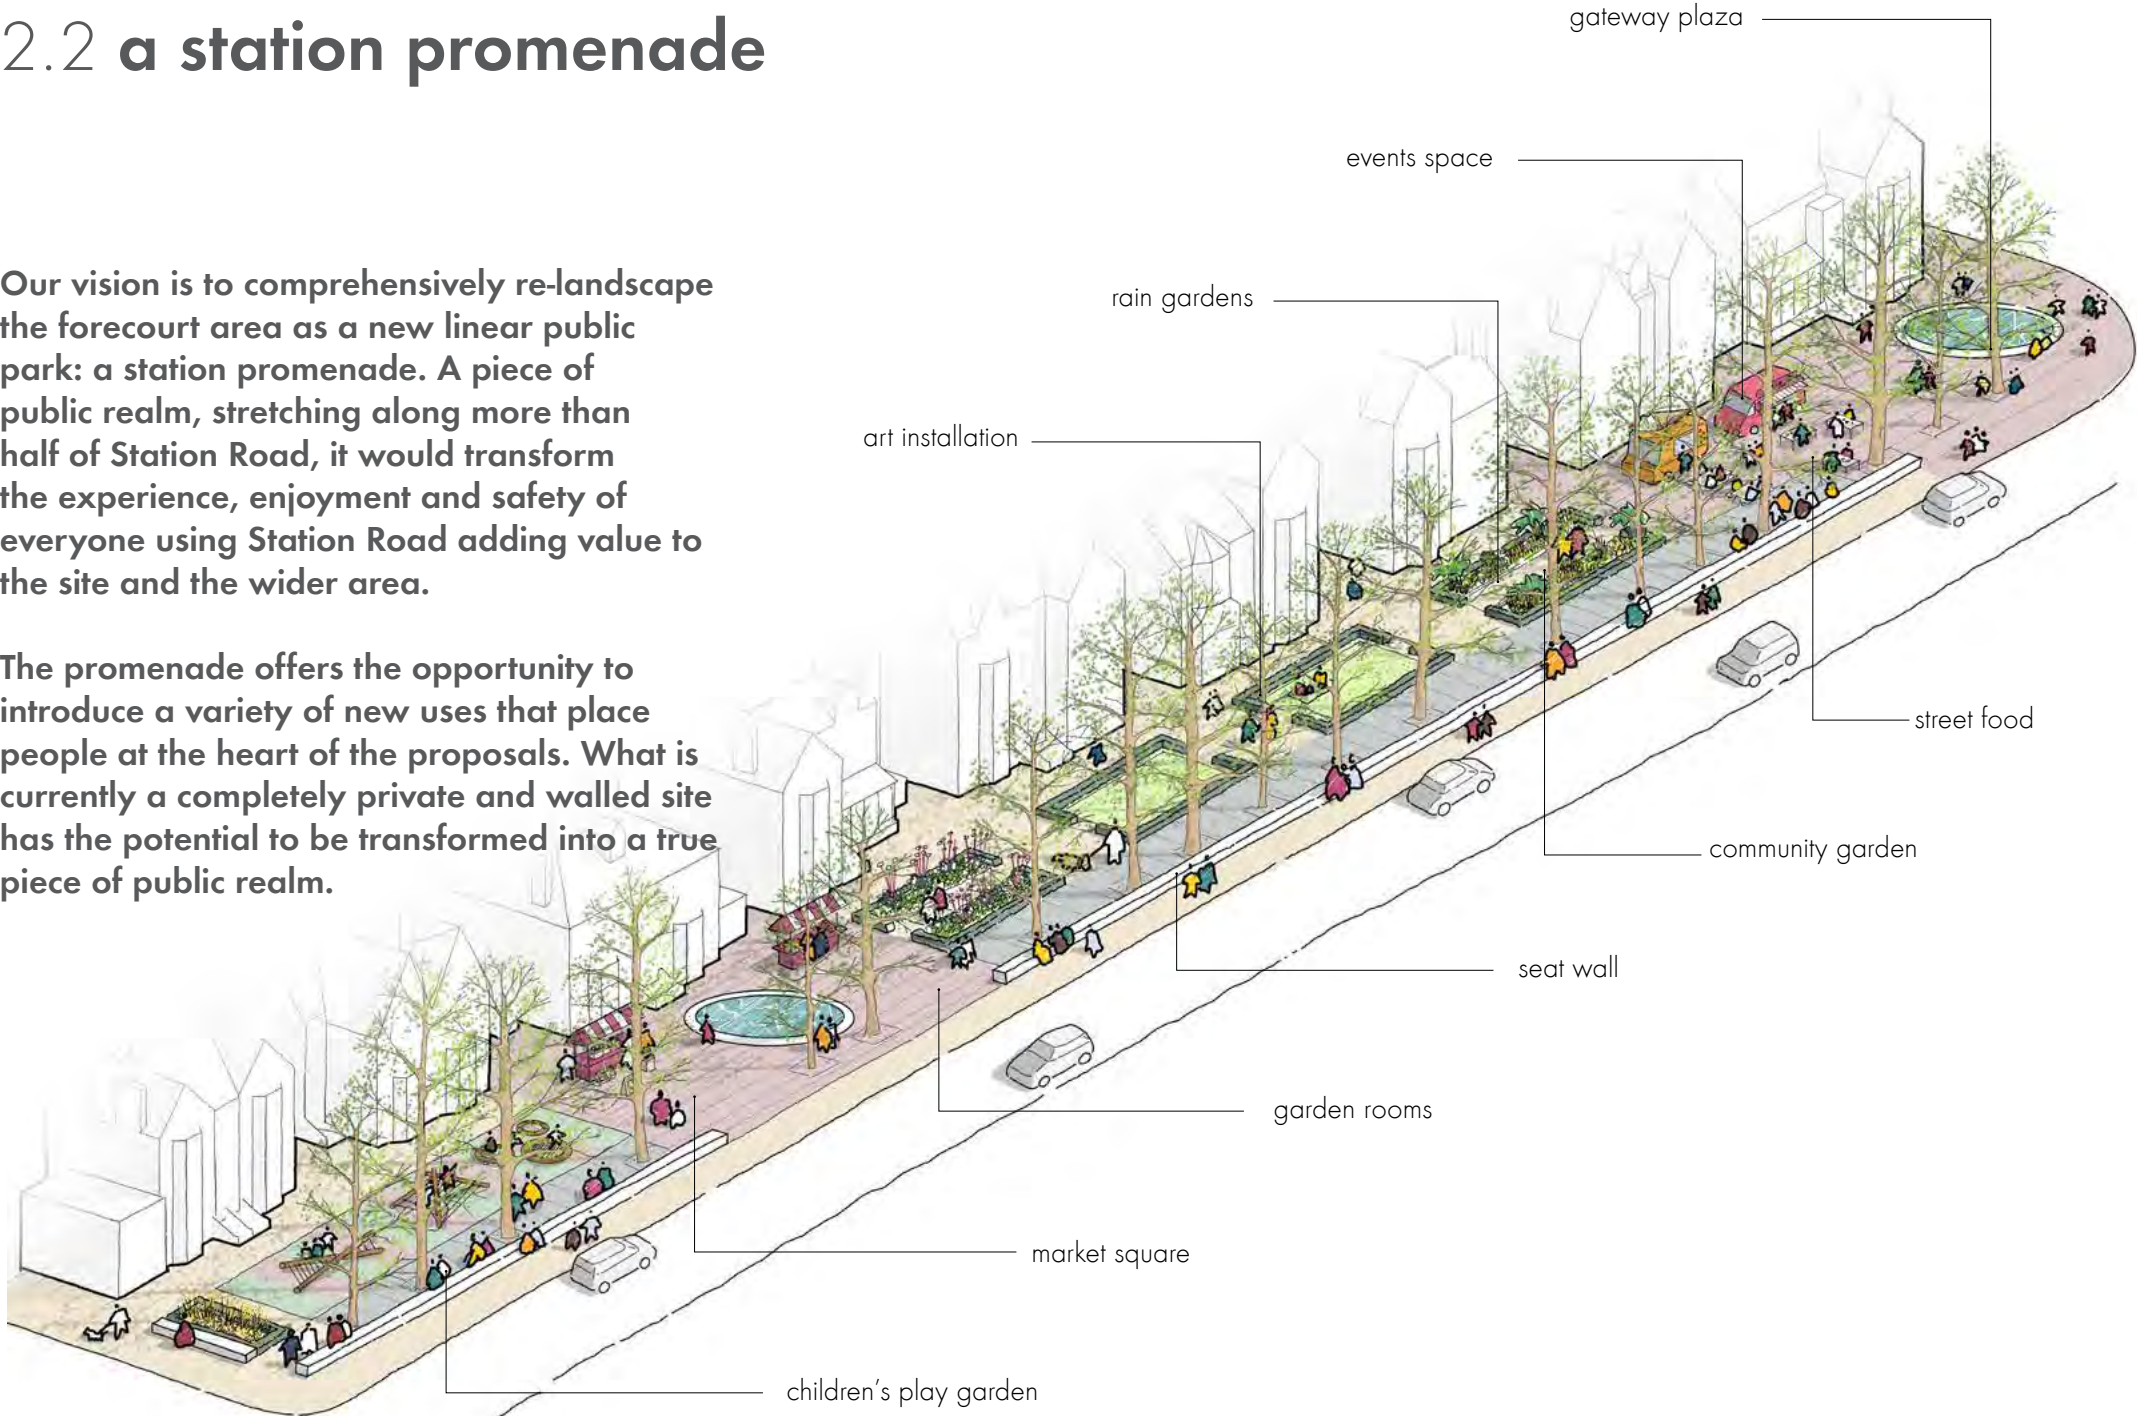 2.2 a station promenade
Our vision is to comprehensively re-landscape
the forecourt area as a new linear public
park: a station promenade. A piece of
public realm, stretching along more than
half of Station Road, it would transform
the experience, enjoyment and safety of
everyone using Station Road adding value to
the site and the wider area.
The promenade offers the opportunity to
introduce a variety of new uses that place
people at the heart of the proposals. What is
currently a completely private and walled site
has the potential to be transformed into a true
piece of public realm.
gateway plaza
events space
rain gardens
art installation
street food
community garden
seat wall
garden rooms
market square
children's play garden